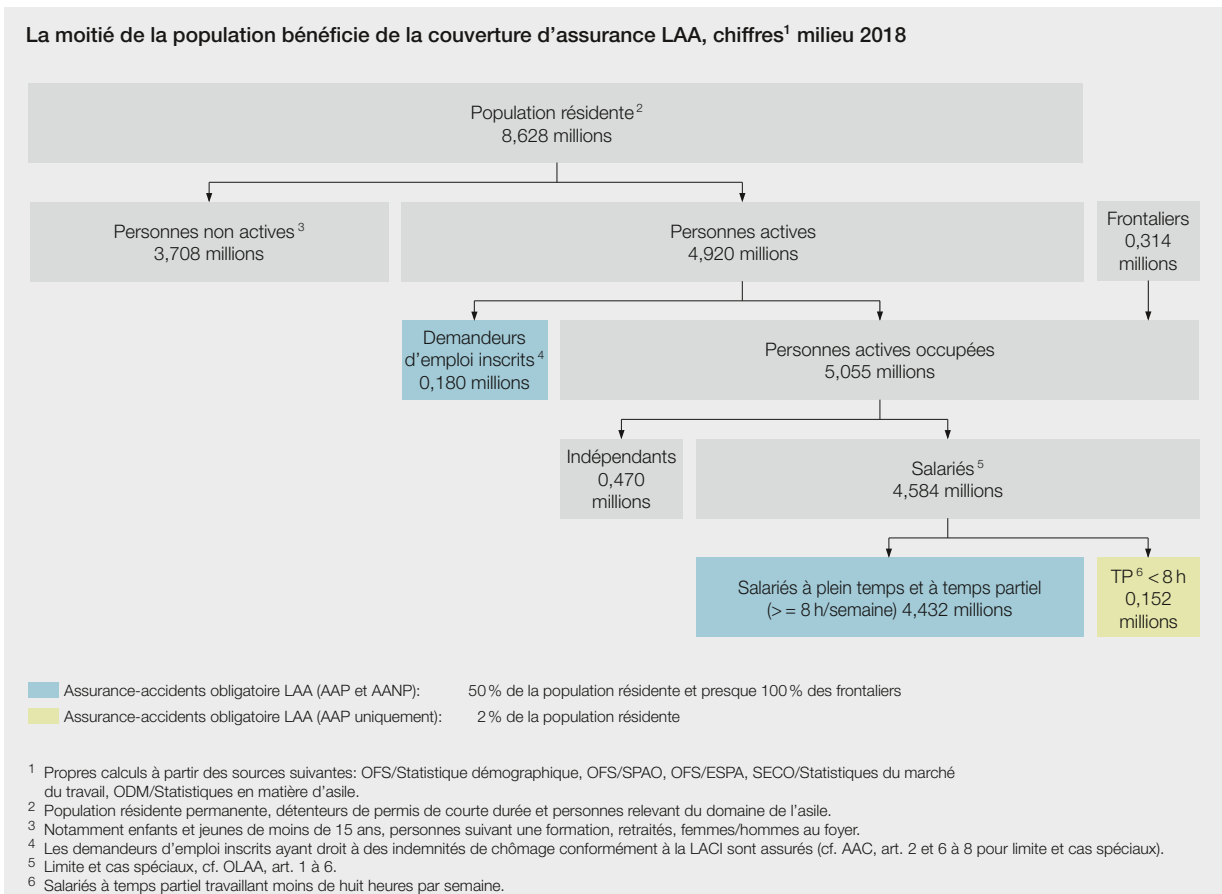 La moitié de la population bénéficie de la couverture d’assurance LAA, chiffres¹ milieu 2018
Population résidente ²
8,628 millions
Personnes non actives ³
3,708 millions
Personnes actives
4,920 millions
Frontaliers
0,314
millions
Demandeurs
d’emploi inscrits ⁴
0,180 millions
Personnes actives occupées
5,055 millions
Indépendants
0,470
millions
Salariés ⁵
4,584 millions
Salariés à plein temps et à temps partiel
(> = 8 h/semaine) 4,432 millions
TP ⁶ < 8 h
0,152
millions
Assurance-accidents obligatoire LAA (AAP et AANP): 50 % de la population résidente et presque 100 % des frontaliers
Assurance-accidents obligatoire LAA (AAP uniquement): 2 % de la population résidente
¹ Propres calculs à partir des sources suivantes: OFS/Statistique démographique, OFS/SPAO, OFS/ESPA, SECO/Statistiques du marché
du travail, ODM/Statistiques en matière d’asile.
² Population résidente permanente, détenteurs de permis de courte durée et personnes relevant du domaine de l’asile.
³ Notamment enfants et jeunes de moins de 15 ans, personnes suivant une formation, retraités, femmes/hommes au foyer.
⁴ Les demandeurs d’emploi inscrits ayant droit à des indemnités de chômage conformément à la LACI sont assurés (cf. AAC, art. 2 et 6 à 8 pour limite et cas spéciaux).
⁵ Limite et cas spéciaux, cf. OLAA, art. 1 à 6.
⁶ Salariés à temps partiel travaillant moins de huit heures par semaine.